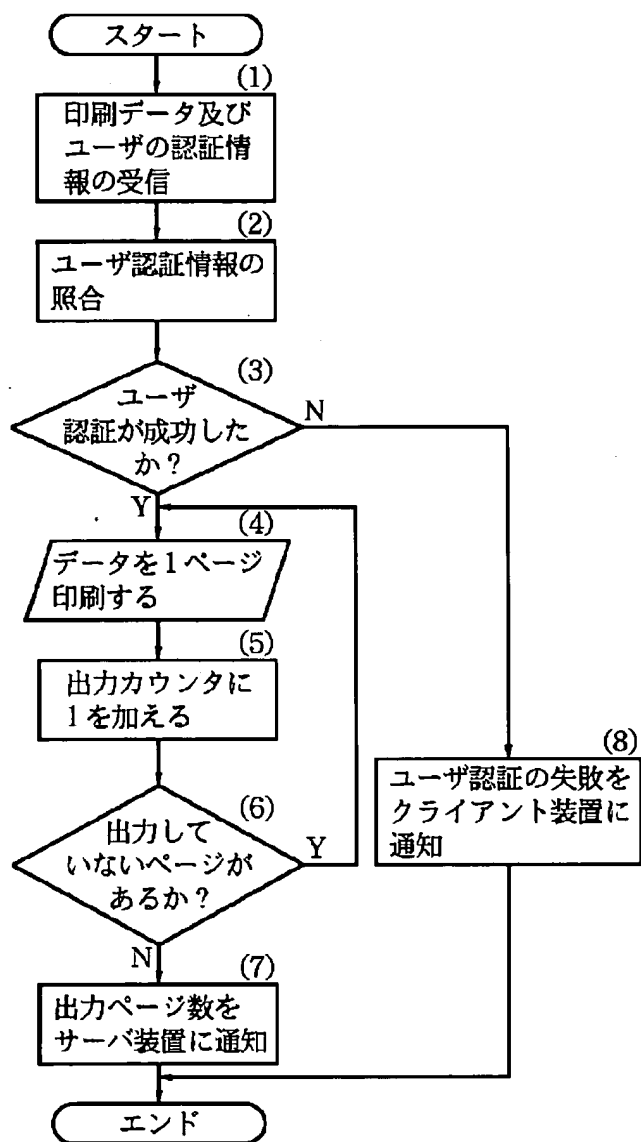 スタート
(1)
印刷データ及び
ユーザの認証情
報の受信
(2)
ユーザ認証情報の
照合
(3)
ユーザ
認証が成功した
か？
N
Y
(4)
データを1ページ
印刷する
(5)
出力カウンタに
1を加える
(6)
出力して
いないページが
あるか？
Y
N
(7)
出力ページ数を
サーバ装置に通知
(8)
ユーザ認証の失敗を
クライアント装置に
通知
エンド